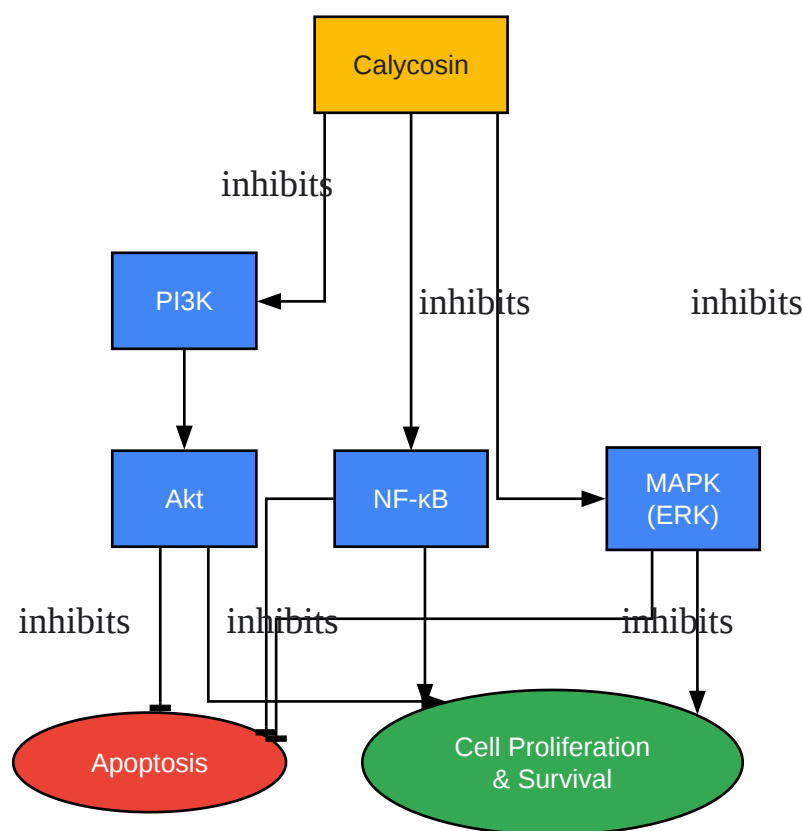 Calycosin
inhibits
PI3K
inhibits
inhibits
Akt
NF-κB
MAPK
(ERK)
inhibits
inhibits
inhibits
Apoptosis
Cell Proliferation
& Survival